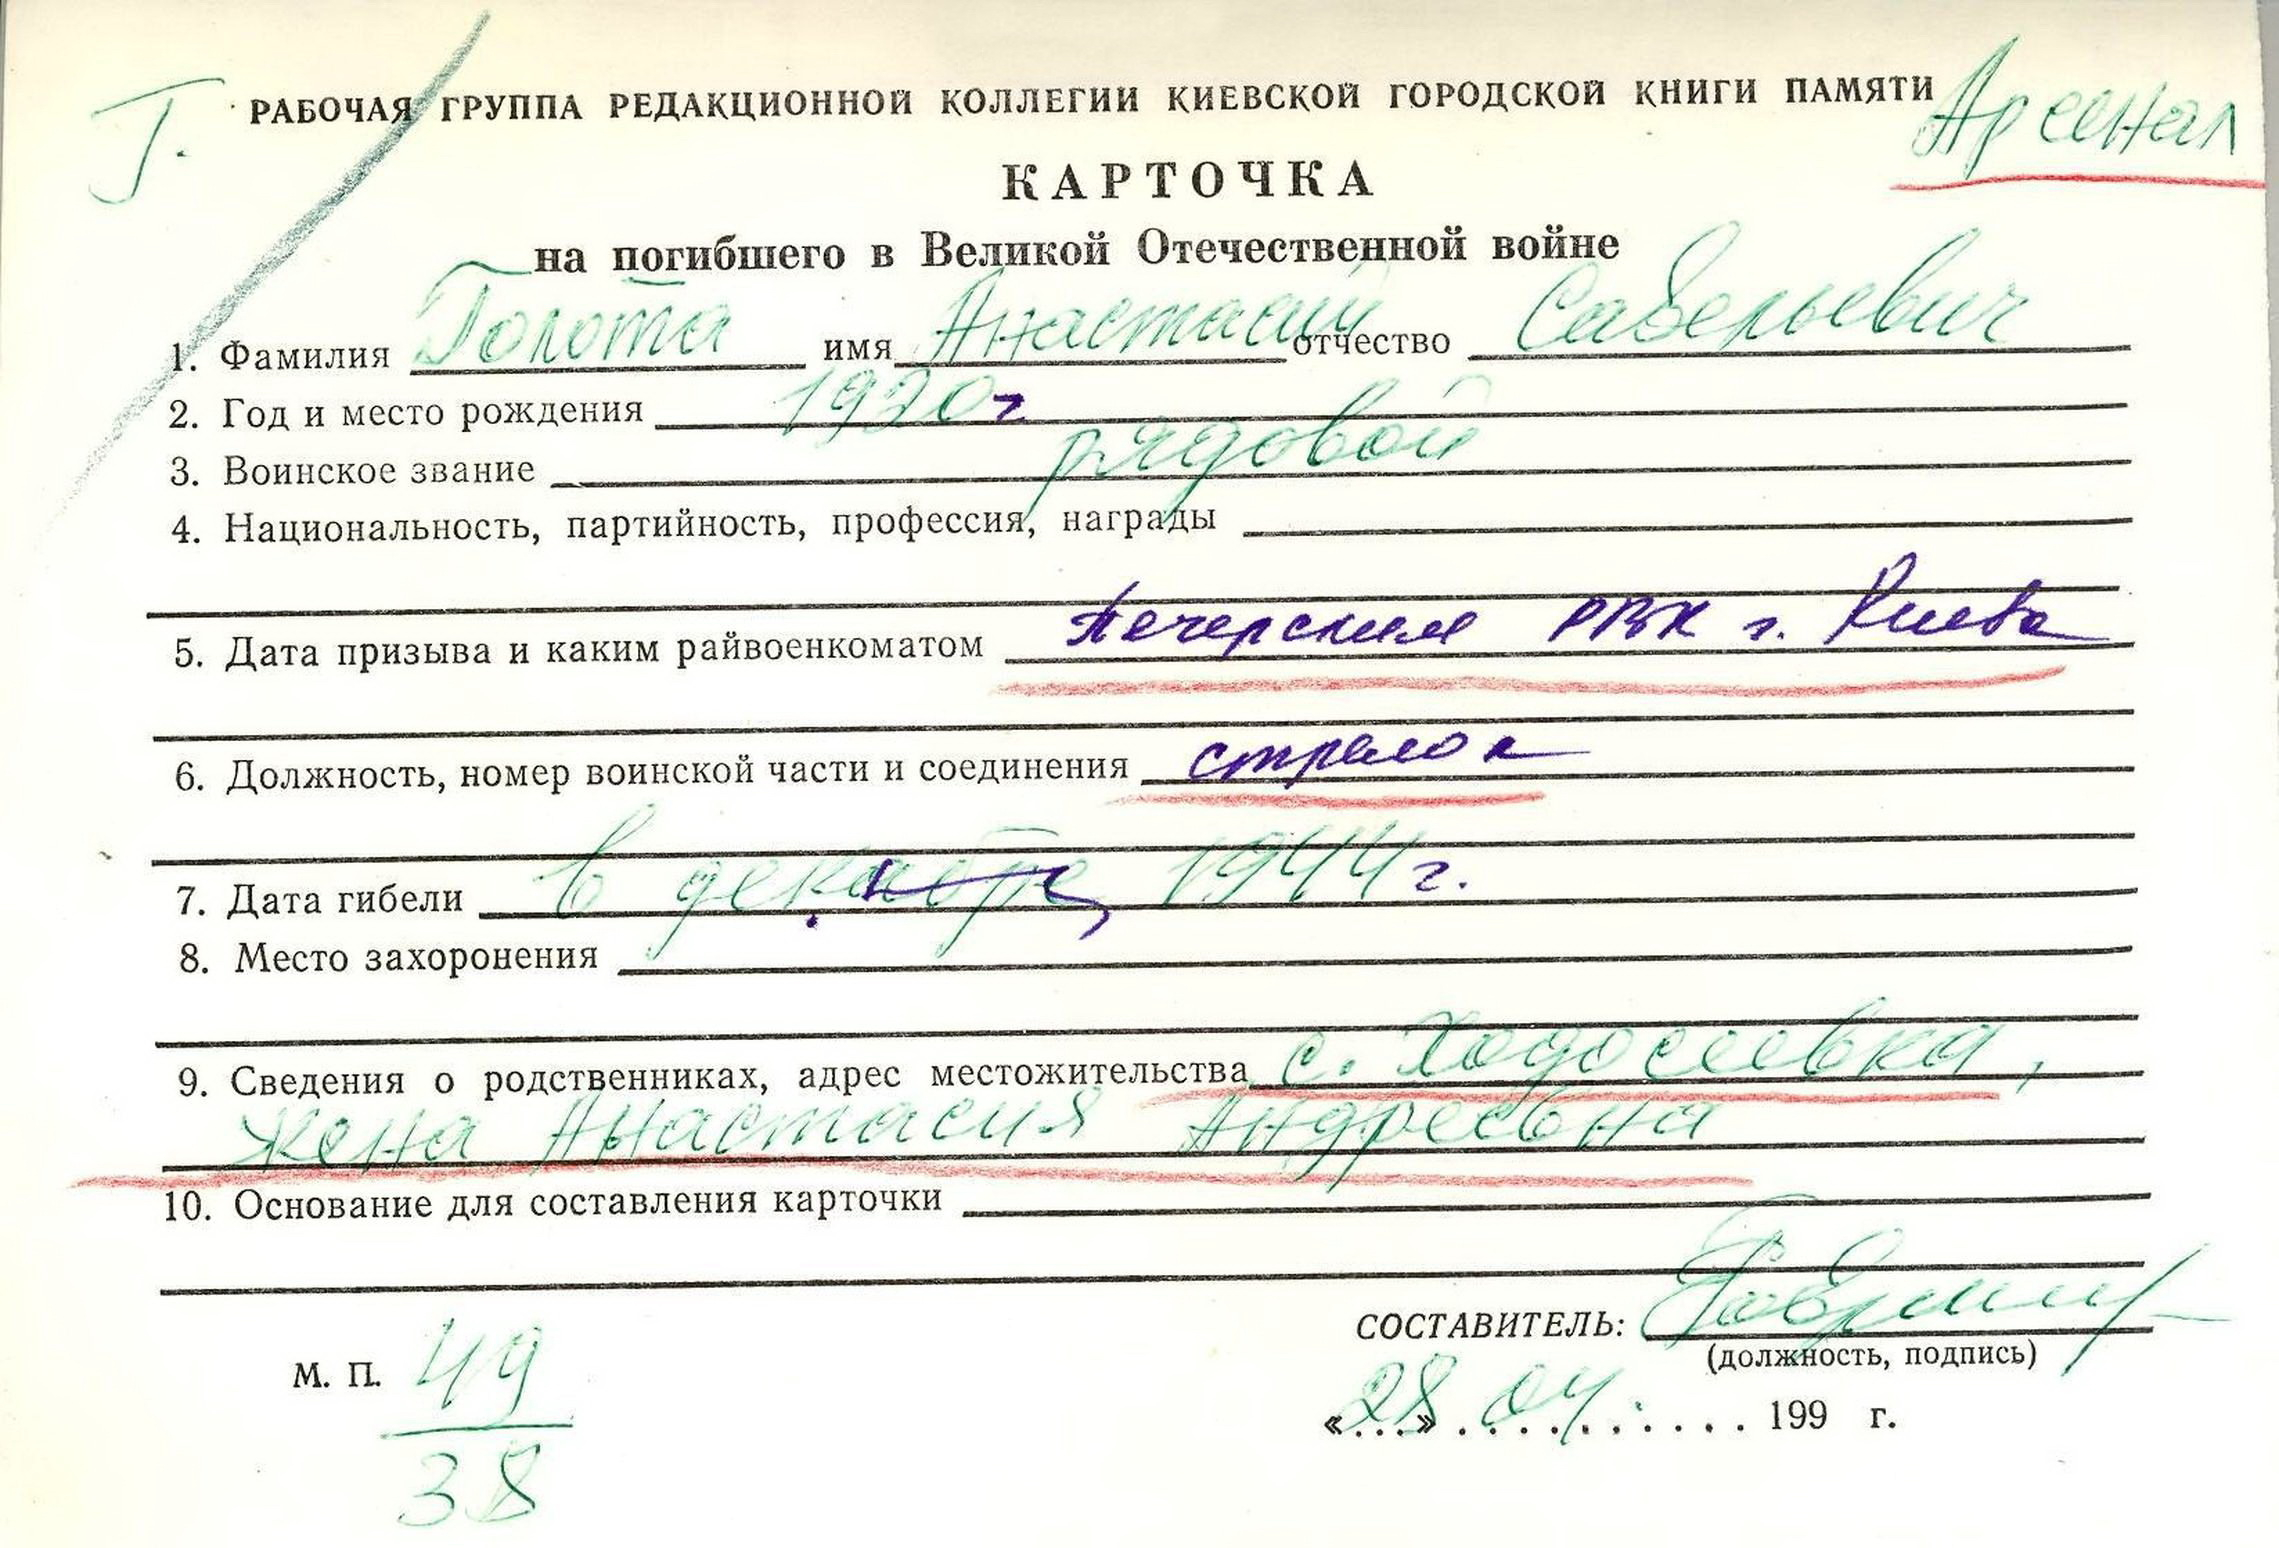 Г. РАБОЧАЯ ГРУППА РЕДАКЦИОННОЙ КОЛЛЕГИИ КИЕВСКОЙ ГОРОДСКОЙ КНИГИ ПАМЯТИ Арсенал
КАРТОЧКА
на погибшего в Великой Отечественной войне
1. Фамилия Голота имя Анастасий отчество Савельевич
2. Год и место рождения 1920 г
3. Воинское звание рядовой
4. Национальность, партийность, профессия, награды
5. Дата призыва и каким райвоенкоматом Печерским РВК г. Киева
6. Должность, номер воинской части и соединения стрелок
7. Дата гибели в декабре 1944 г.
8. Место захоронения
9. Сведения о родственниках, адрес местожительства с. Ходосеевка,
жена Анастасия Андреевна
10. Основание для составления карточки
СОСТАВИТЕЛЬ:
(должность, подпись)
М. П. 49
38
«28» 04. 199 г.